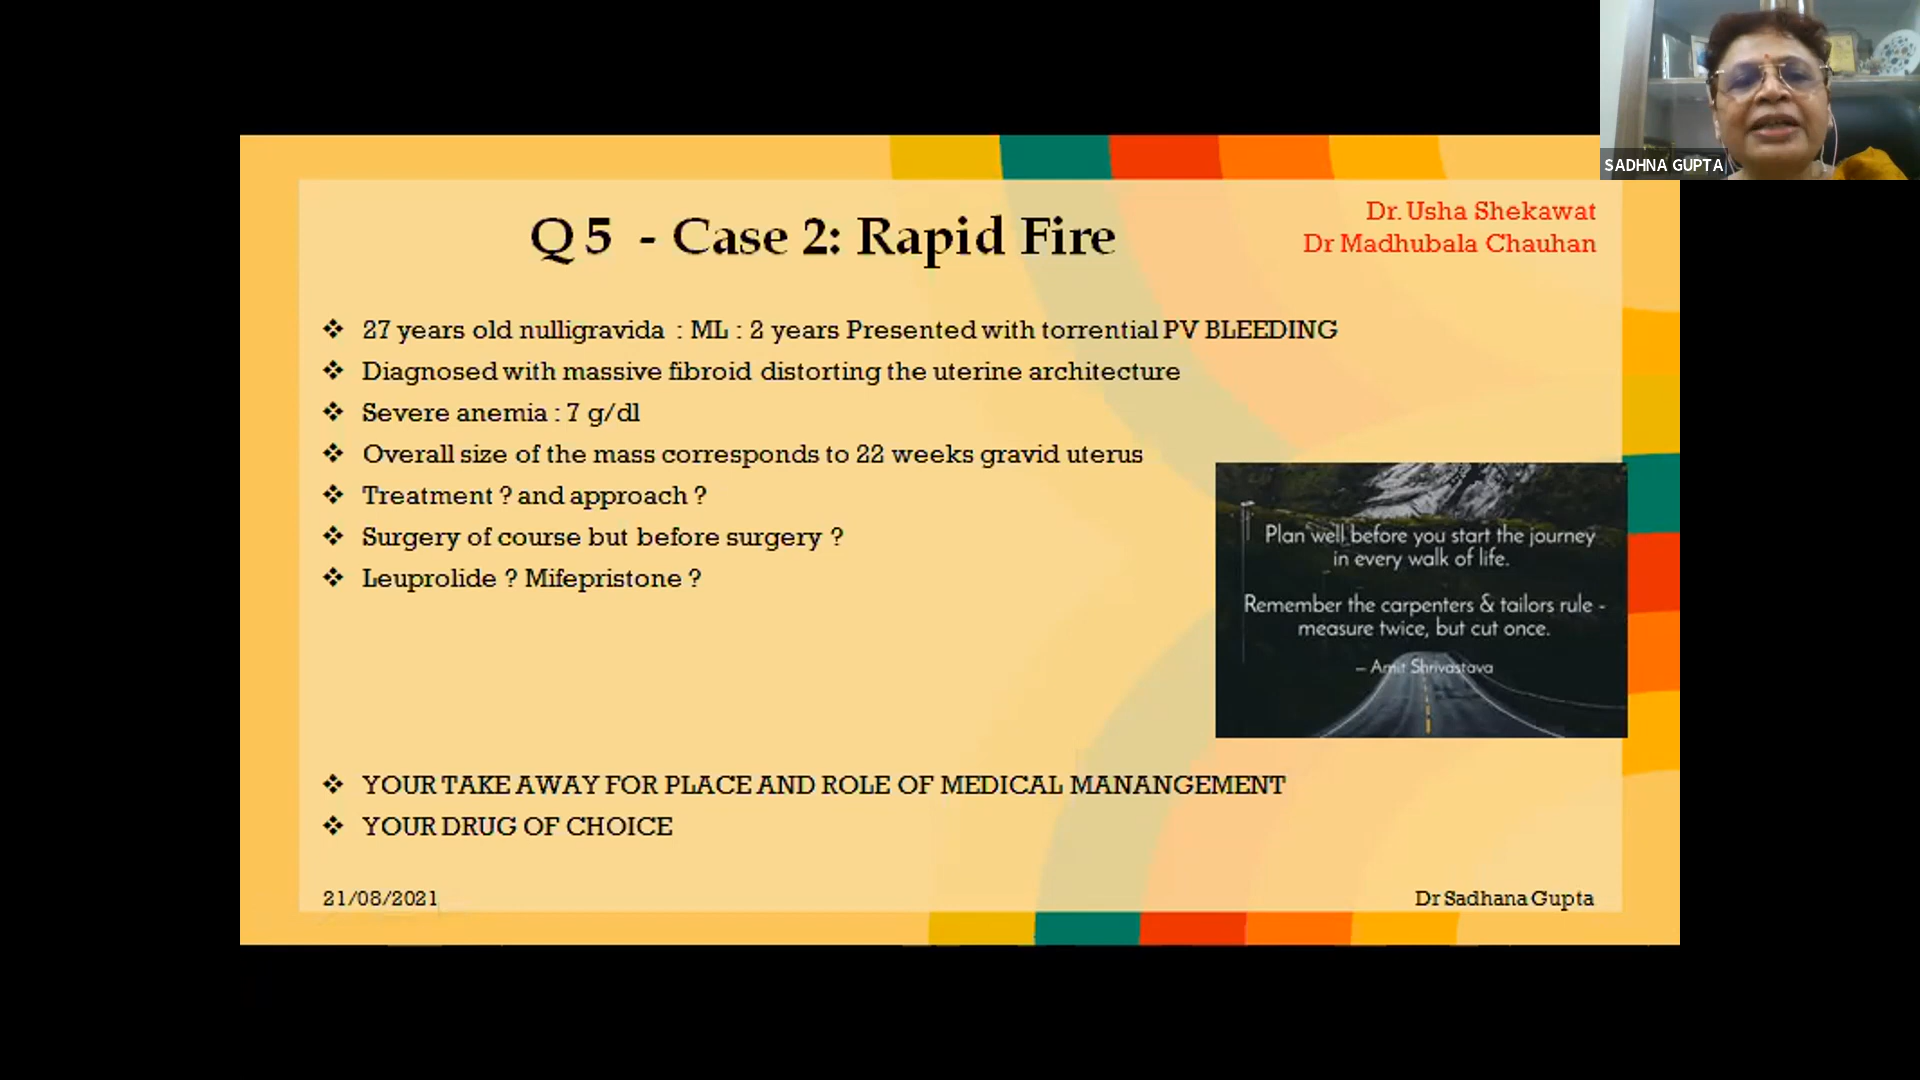 SADHNA GUPTA
Q 5 - Case 2: Rapid Fire
Dr. Usha Shekawat
Dr Madhubala Chauhan
❖ 27 years old nulligravida : ML : 2 years Presented with torrential PV BLEEDING
❖ Diagnosed with massive fibroid distorting the uterine architecture
❖ Severe anemia : 7 g/dl
❖ Overall size of the mass corresponds to 22 weeks gravid uterus
❖ Treatment ? and approach ?
❖ Surgery of course but before surgery ?
❖ Leuprolide ? Mifepristone ?
Plan well before you start the journey
in every walk of life.
Remember the carpenters & tailors rule -
measure twice, but cut once.
– Amit Shrivastava
❖ YOUR TAKE AWAY FOR PLACE AND ROLE OF MEDICAL MANANGEMENT
❖ YOUR DRUG OF CHOICE
21/08/2021
Dr Sadhana Gupta